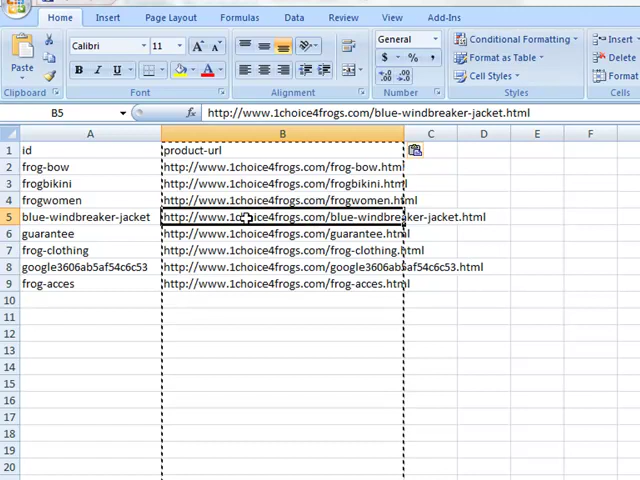 Home Insert Page Layout Formulas Data Review View Add-Ins
Calibri 11 A A General Conditional Formatting Insert
Paste B I U A $ % , Format as Table Delete
.0 .00 Cell Styles Format
Clipboard Font Alignment Number Styles
B5 http://www.1choice4frogs.com/blue-windbreaker-jacket.html
A B C D E F
1 id product-url
2 frog-bow http://www.1choice4frogs.com/frog-bow.html
3 frogbikini http://www.1choice4frogs.com/frogbikini.html
4 frogwomen http://www.1choice4frogs.com/frogwomen.html
5 blue-windbreaker-jacket http://www.1choice4frogs.com/blue-windbreaker-jacket.html
6 guarantee http://www.1choice4frogs.com/guarantee.html
7 frog-clothing http://www.1choice4frogs.com/frog-clothing.html
8 google3606ab5af54c6c53 http://www.1choice4frogs.com/google3606ab5af54c6c53.html
9 frog-acces http://www.1choice4frogs.com/frog-acces.html
10
11
12
13
14
15
16
17
18
19
20